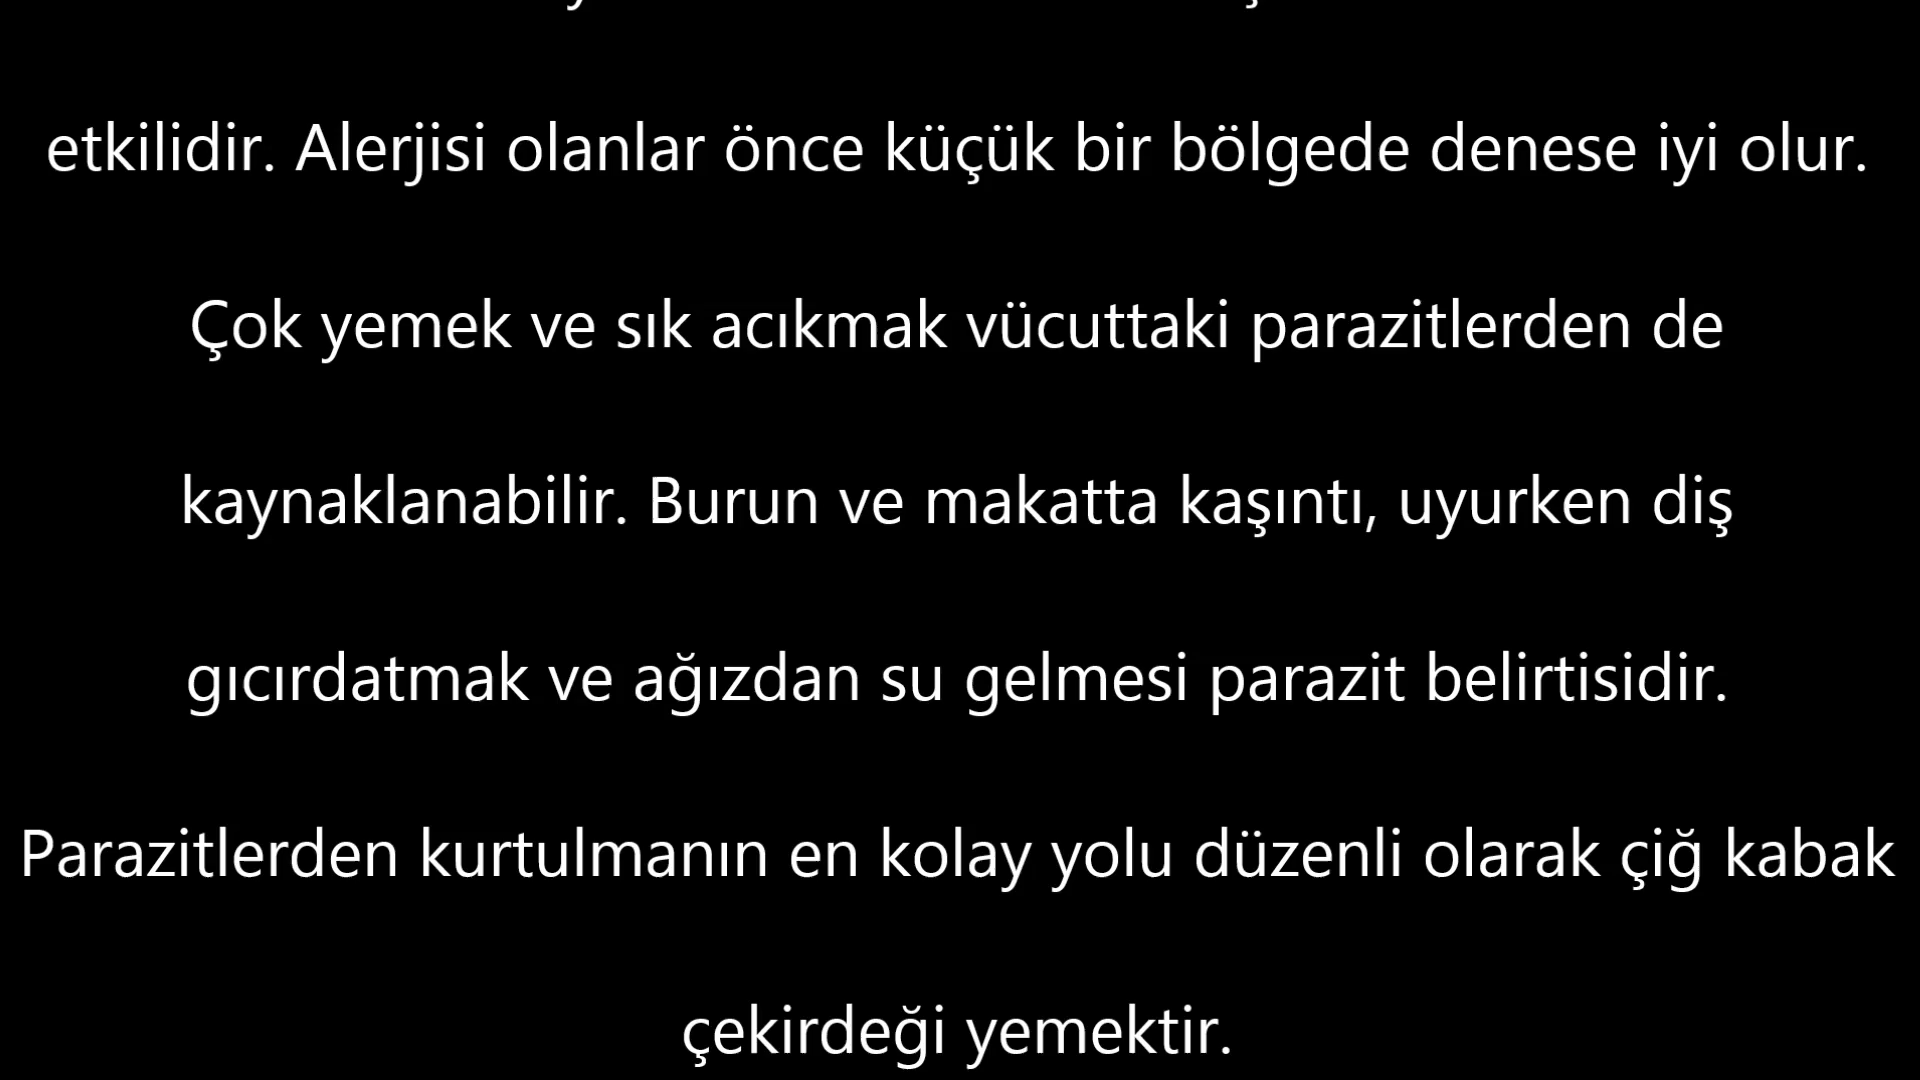 etkilidir. Alerjisi olanlar önce küçük bir bölgede denese iyi olur.
Çok yemek ve sık acıkmak vücuttaki parazitlerden de
kaynaklanabilir. Burun ve makatta kaşıntı, uyurken diş
gıcırdatmak ve ağızdan su gelmesi parazit belirtisidir.
Parazitlerden kurtulmanın en kolay yolu düzenli olarak çiğ kabak
çekirdeği yemektir.